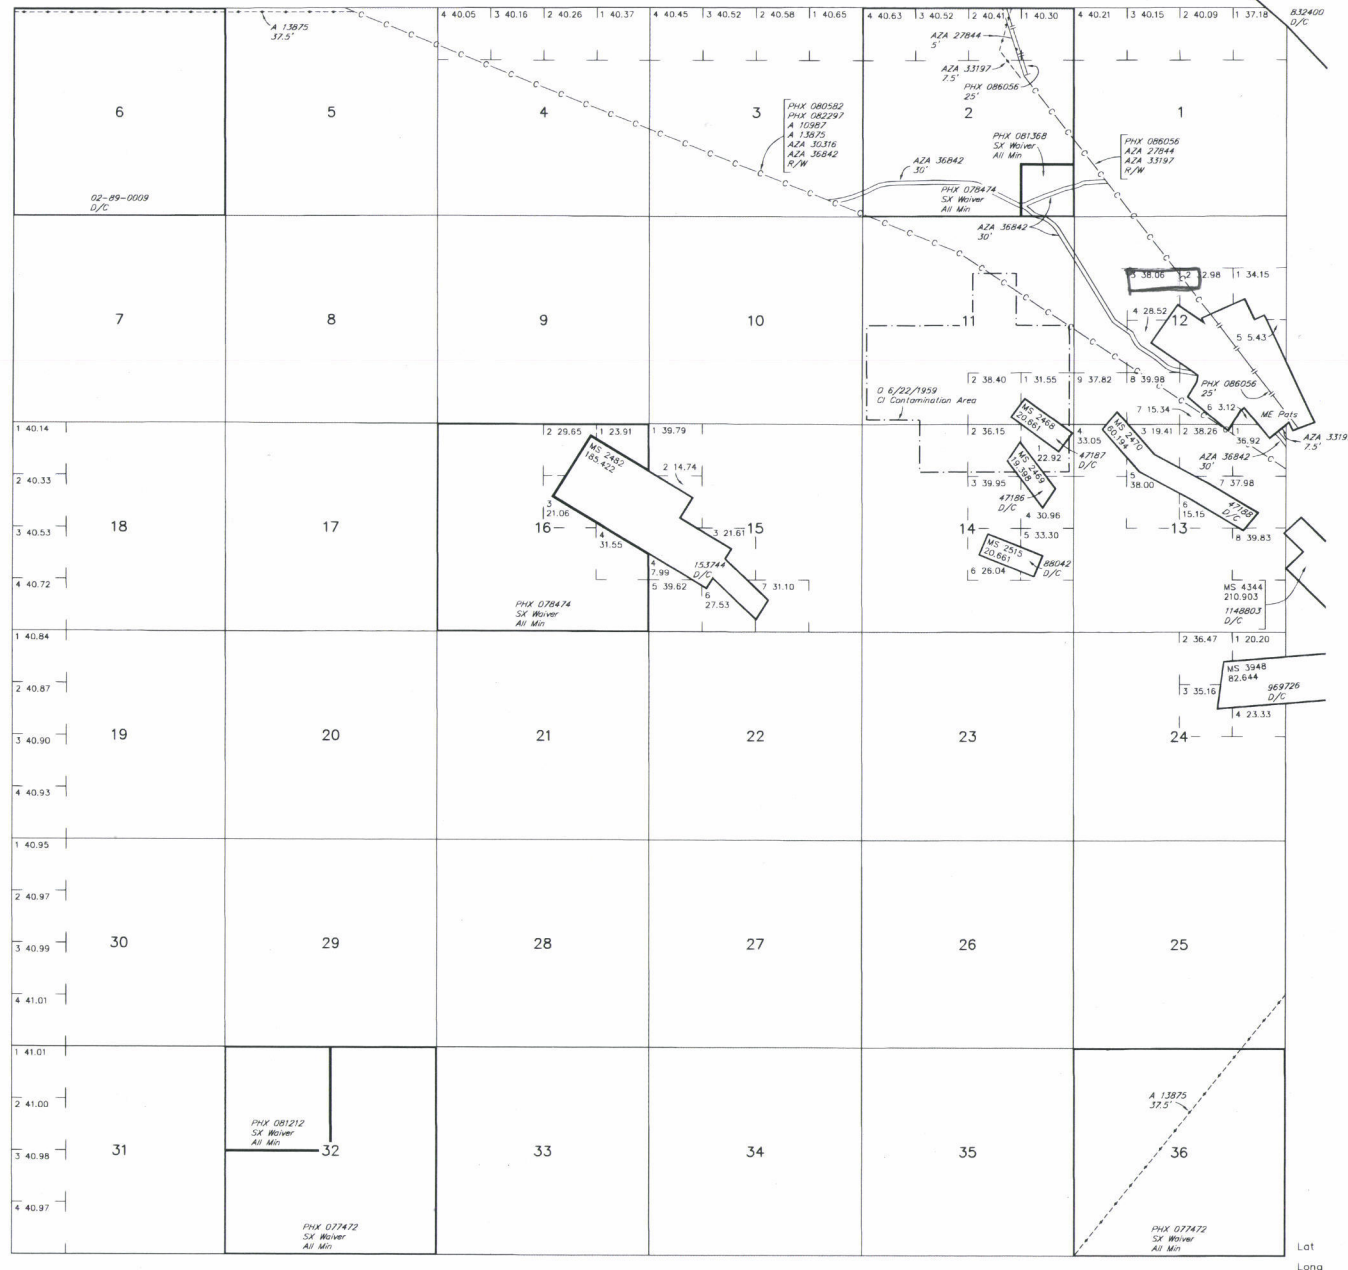 A 13875
37.5'
4 40.05
3 40.16
2 40.26
1 40.37
4 40.45
3 40.52
2 40.58
1 40.65
4 40.63
3 40.52
2 40.41
1 40.30
4 40.21
3 40.15
2 40.09
1 37.18
832400
D/C
AZA 27844
5'
AZA 33197
7.5'
PHX 086056
25'
6
5
4
3
2
1
PHX 080582
PHX 082297
A 10987
A 13875
AZA 30316
AZA 36842
R/W
PHX 081368
SX Waiver
All Min
PHX 086056
AZA 27844
AZA 33197
R/W
AZA 36842
30'
PHX 078474
SX Waiver
All Min
02-89-0009
D/C
AZA 36842
30'
3 38.06
2 2.98
1 34.15
7
8
9
10
11
12
4 28.52
5 5.43
2 38.40
1 31.55
9 37.82
8 39.98
PHX 086056
25'
O 6/22/1959
Cl Contamination Area
7 15.34
6 3.12
ME Pats
MS 2468
20.661
MS 2470
60.194
AZA 3319
7.5'
1 40.14
2 29.65
1 23.91
1 39.79
2 36.15
4
33.05
3 19.41
2 38.26
1
36.92
MS 2482
185.422
1
22.92
47187
D/C
AZA 36842
30'
MS 2469
19.398
2 40.33
2 14.74
3 39.95
5
38.00
7 37.98
47186
D/C
3
21.06
4 30.96
6
15.15
47188
D/C
18
17
16
15
14
13
3 40.53
4
31.55
3 21.61
5 33.30
8 39.83
MS 2515
20.661
88042
D/C
153744
D/C
4
7.99
4 40.72
5 39.62
6
27.53
7 31.10
6 26.04
MS 4344
210.903
1148803
D/C
PHX 078474
SX Waiver
All Min
1 40.84
2 36.47
1 20.20
MS 3948
82.644
969726
D/C
2 40.87
3 35.16
4 23.33
19
20
21
22
23
24
3 40.90
4 40.93
1 40.95
2 40.97
30
29
28
27
26
25
3 40.99
4 41.01
1 41.01
2 41.00
A 13875
37.5'
PHX 081212
SX Waiver
All Min
31
32
33
34
35
36
3 40.98
4 40.97
PHX 077472
SX Waiver
All Min
PHX 077472
SX Waiver
All Min
Lat
Long